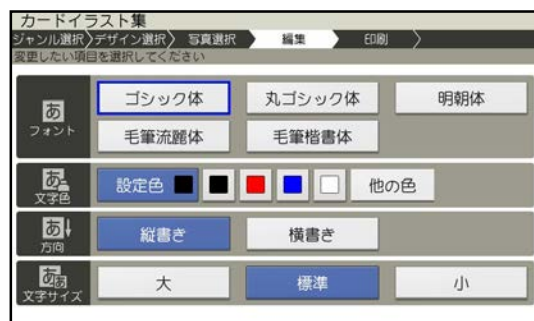 カードイラスト集
ジャンル選択 デザイン選択 写真選択 編集 印刷
変更したい項目を選択してください
あ ゴシック体 丸ゴシック体 明朝体
フォント
毛筆流麗体 毛筆楷書体
あ 設定色 他の色
文字色
あ 縦書き 横書き
方向
ああ 大 標準 小
文字サイズ